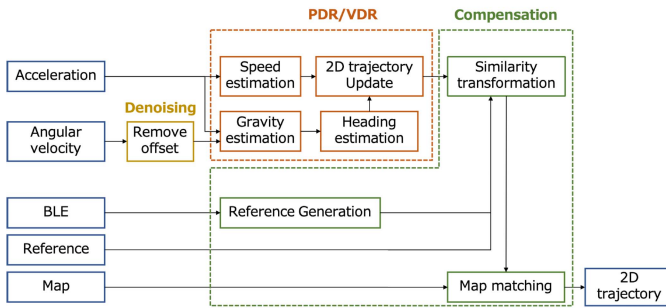 PDR/VDR
Compensation
Acceleration
Speed
estimation
2D trajectory
Update
Similarity
transformation
Denoising
Angular
velocity
Remove
offset
Gravity
estimation
Heading
estimation
BLE
Reference Generation
Reference
Map
Map matching
2D
trajectory